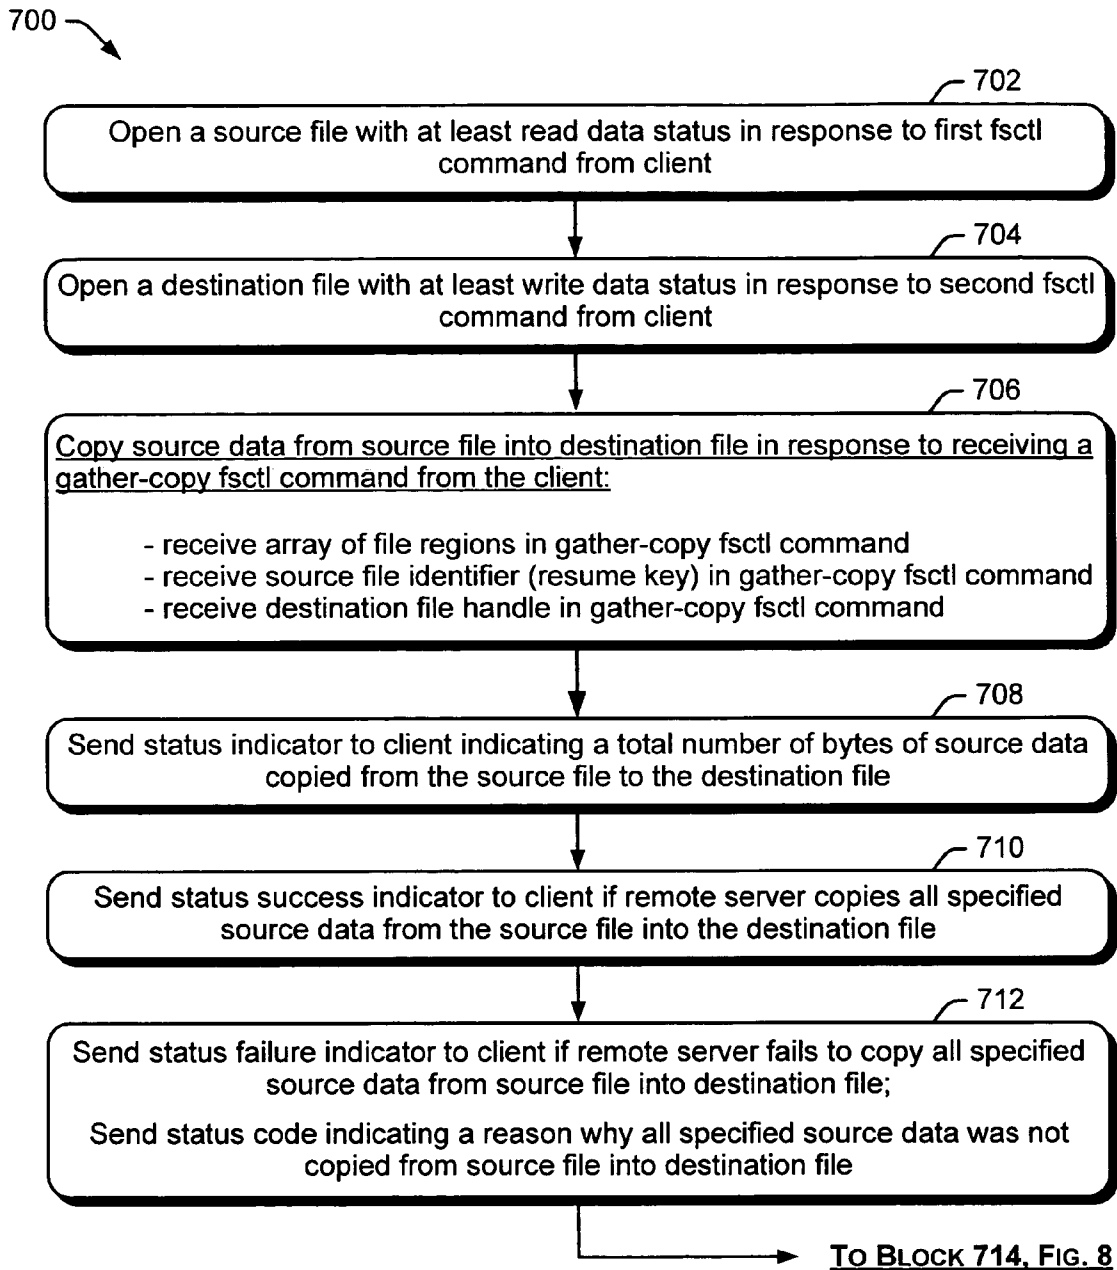 700
702
Open a source file with at least read data status in response to first fsctl
command from client
704
Open a destination file with at least write data status in response to second fsctl
command from client
706
Copy source data from source file into destination file in response to receiving a
gather-copy fsctl command from the client:
- receive array of file regions in gather-copy fsctl command
- receive source file identifier (resume key) in gather-copy fsctl command
- receive destination file handle in gather-copy fsctl command
708
Send status indicator to client indicating a total number of bytes of source data
copied from the source file to the destination file
710
Send status success indicator to client if remote server copies all specified
source data from the source file into the destination file
712
Send status failure indicator to client if remote server fails to copy all specified
source data from source file into destination file;
Send status code indicating a reason why all specified source data was not
copied from source file into destination file
TO BLOCK 714, FIG. 8